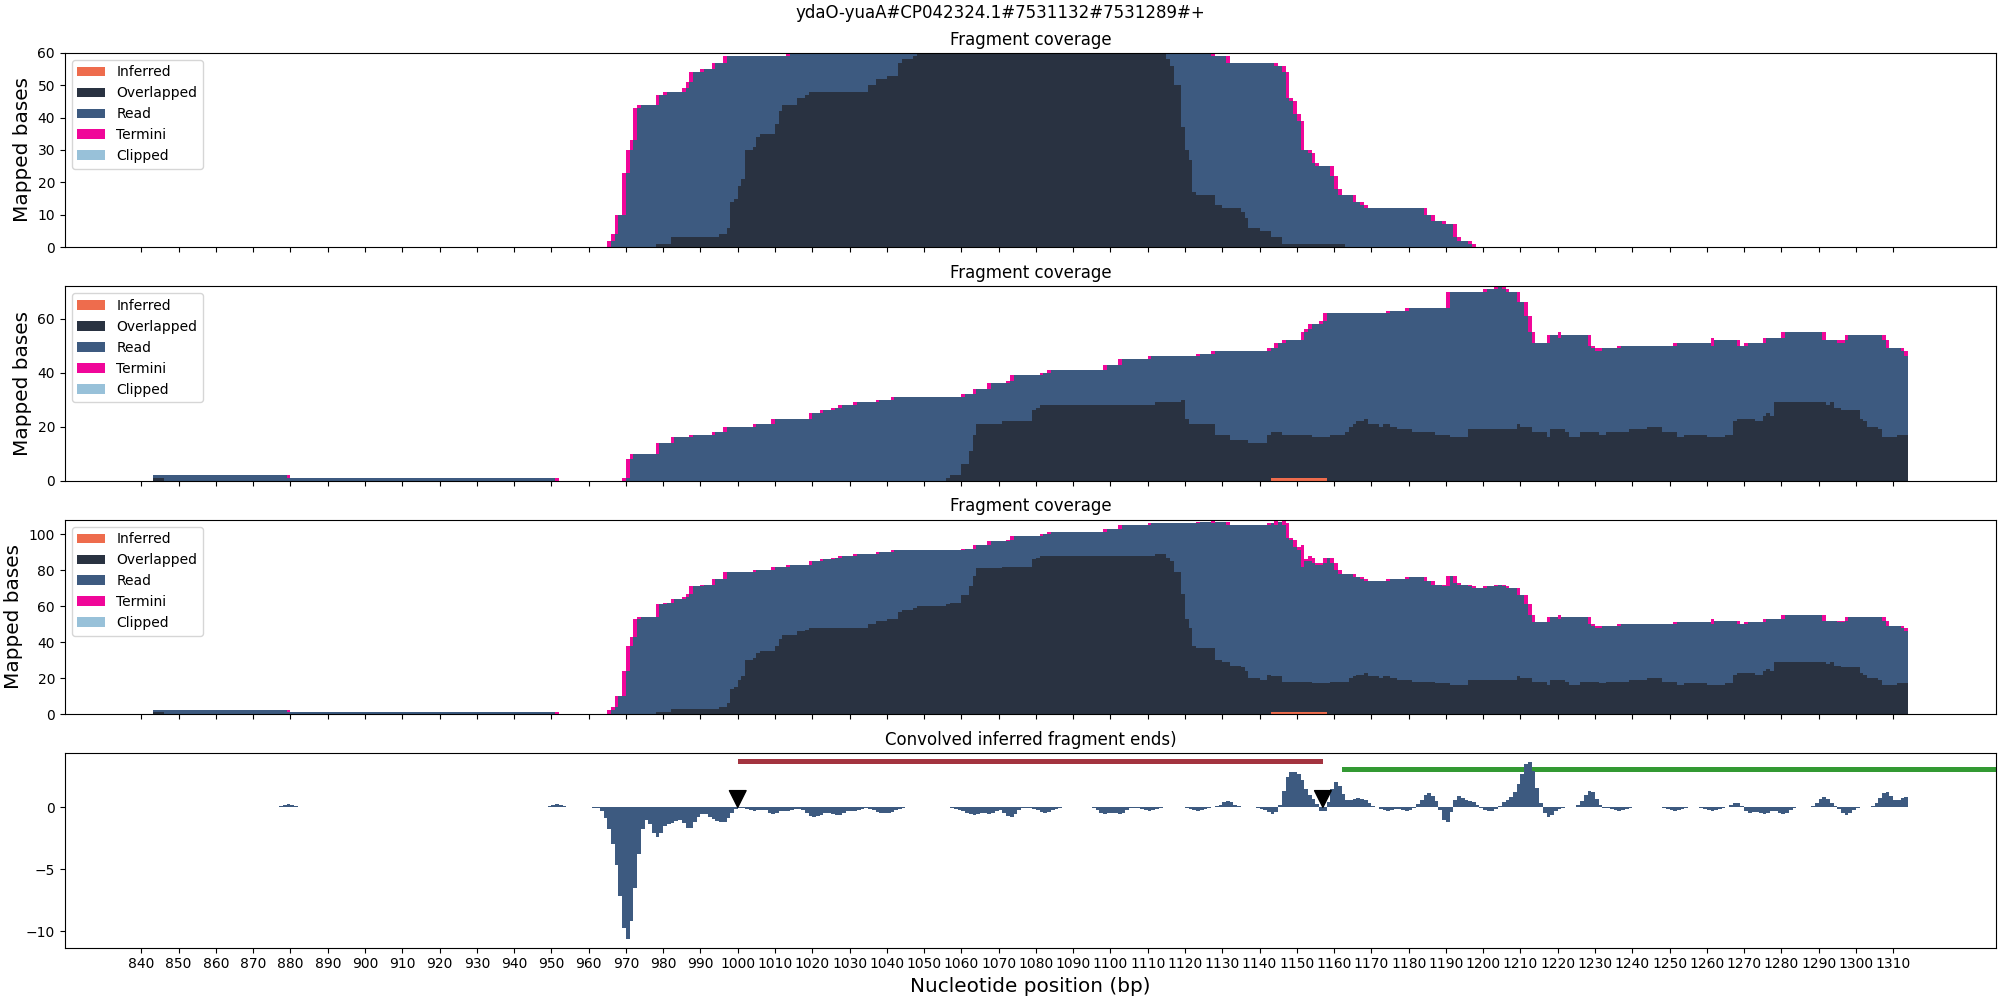 ydaO-yuaA#CP042324.1#7531132#7531289#+
Fragment coverage
Mapped bases
60
50
40
30
20
10
0
Inferred
Overlapped
Read
Termini
Clipped
Fragment coverage
Mapped bases
60
40
20
0
Inferred
Overlapped
Read
Termini
Clipped
Fragment coverage
Mapped bases
100
80
60
40
20
0
Inferred
Overlapped
Read
Termini
Clipped
Convolved inferred fragment ends)
0
−5
−10
840 850 860 870 880 890 900 910 920 930 940 950 960 970 980 990 1000 1010 1020 1030 1040 1050 1060 1070 1080 1090 1100 1110 1120 1130 1140 1150 1160 1170 1180 1190 1200 1210 1220 1230 1240 1250 1260 1270 1280 1290 1300 1310
Nucleotide position (bp)